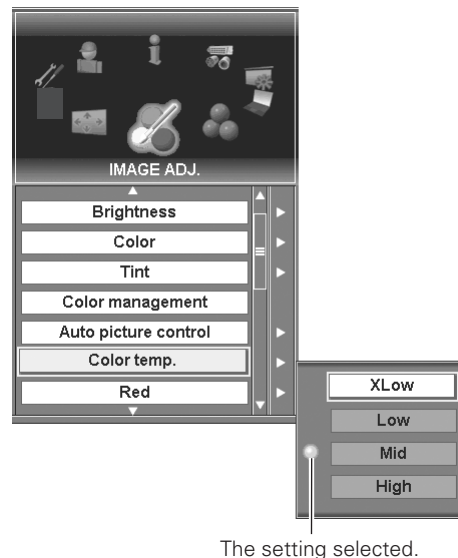 IMAGE ADJ.
Brightness
Color
Tint
Color management
Auto picture control
Color temp.
Red
XLow
Low
Mid
High
The setting selected.